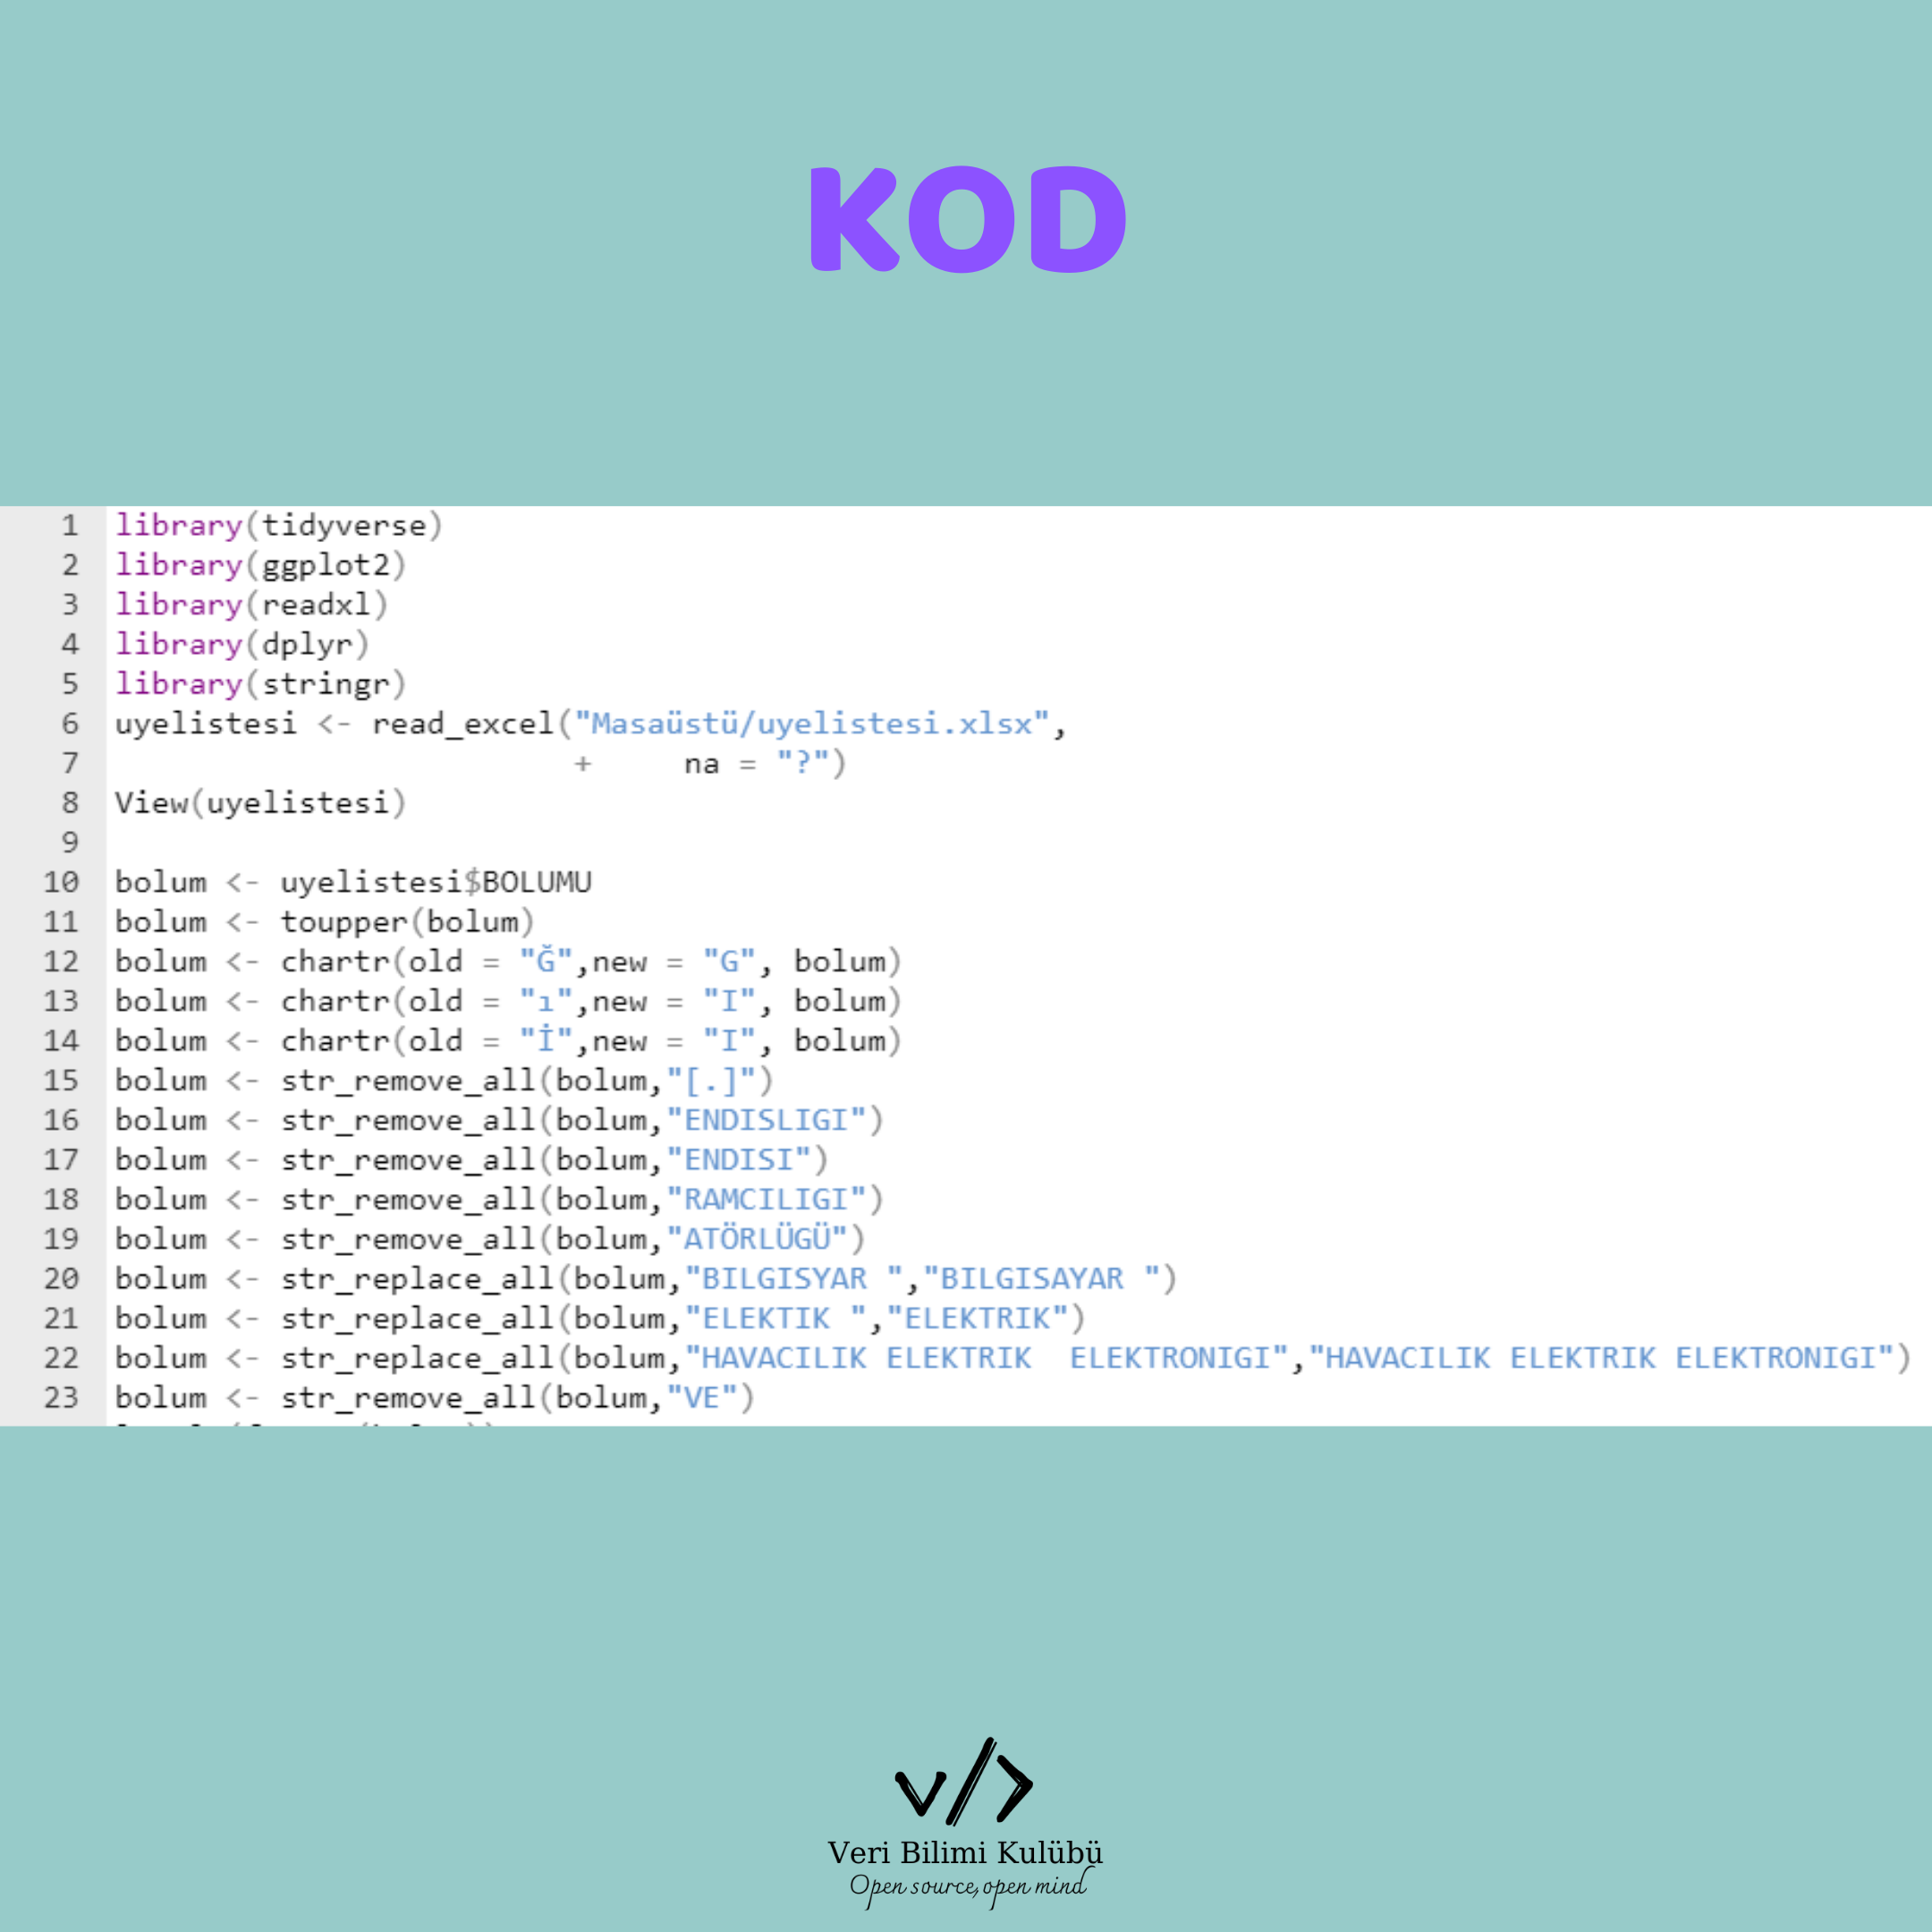 KOD
1 library(tidyverse)
2 library(ggplot2)
3 library(readxl)
4 library(dplyr)
5 library(stringr)
6 uyelistesi <- read_excel("Masaüstü/uyelistesi.xlsx",
7 + na = "?")
8 View(uyelistesi)
9
10 bolum <- uyelistesi$BOLUMU
11 bolum <- toupper(bolum)
12 bolum <- chartr(old = "Ğ",new = "G", bolum)
13 bolum <- chartr(old = "ı",new = "I", bolum)
14 bolum <- chartr(old = "İ",new = "I", bolum)
15 bolum <- str_remove_all(bolum,"[.]")
16 bolum <- str_remove_all(bolum,"ENDISLIGI")
17 bolum <- str_remove_all(bolum,"ENDISI")
18 bolum <- str_remove_all(bolum,"RAMCILIGI")
19 bolum <- str_remove_all(bolum,"ATÖRLÜGÜ")
20 bolum <- str_replace_all(bolum,"BILGISYAR ","BILGISAYAR ")
21 bolum <- str_replace_all(bolum,"ELEKTIK ","ELEKTRIK")
22 bolum <- str_replace_all(bolum,"HAVACILIK ELEKTRIK  ELEKTRONIGI","HAVACILIK ELEKTRIK ELEKTRONIGI")
23 bolum <- str_remove_all(bolum,"VE")
v/>
Veri Bilimi Kulübü
Open source, open mind